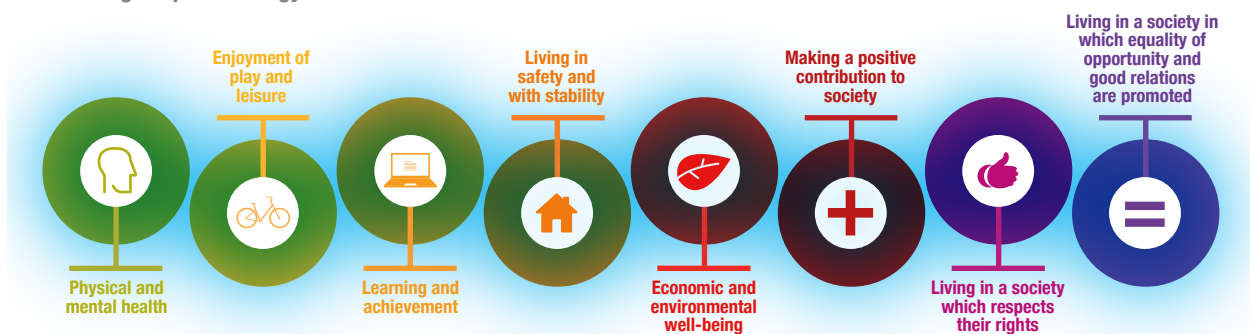 Physical and
mental health
Enjoyment of
play and
leisure
Learning and
achievement
Living in
safety and
with stability
Economic and
environmental
well-being
Making a positive
contribution to
society
Living in a society
which respects
their rights
Living in a society in
which equality of
opportunity and
good relations
are promoted